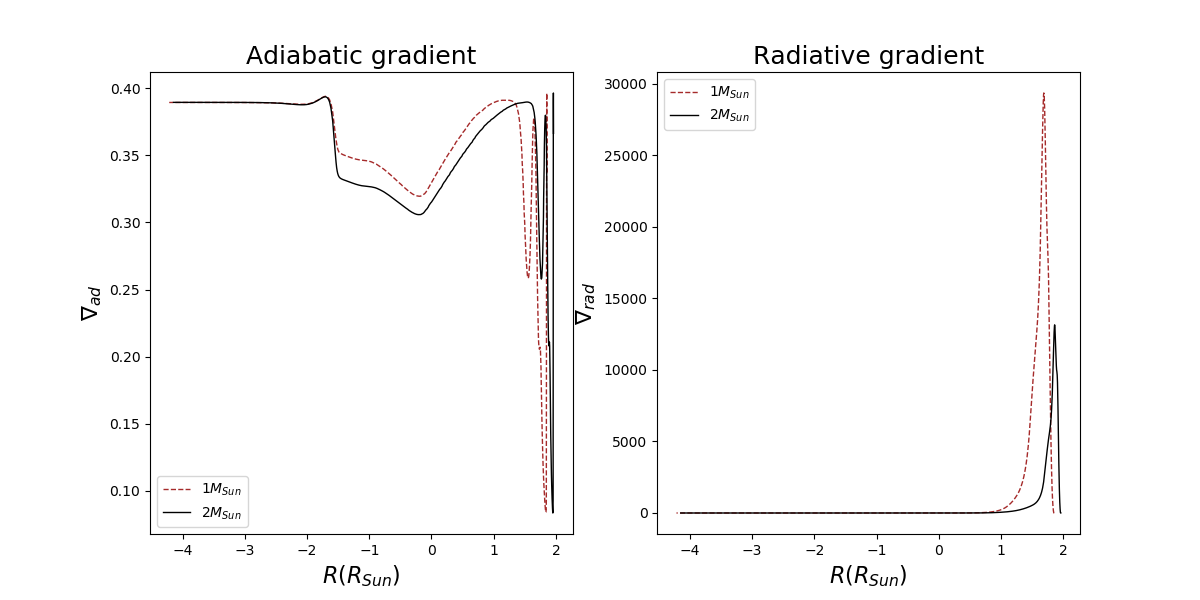 Adiabatic gradient
0.40
0.35
0.30
0.25
0.20
0.15
0.10
∇ad
1MSun
2MSun
−4 −3 −2 −1 0 1 2
R(RSun)
Radiative gradient
30000
25000
20000
15000
10000
5000
0
∇rad
1MSun
2MSun
−4 −3 −2 −1 0 1 2
R(RSun)